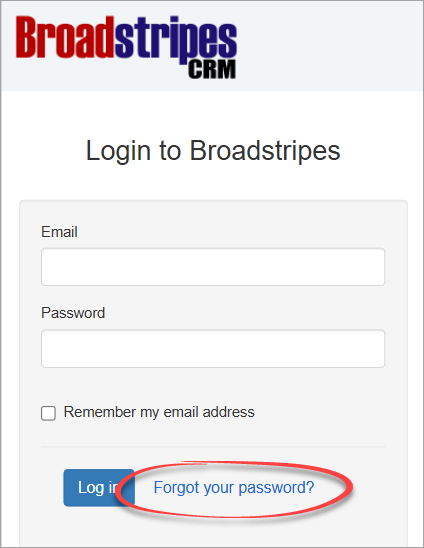 Broadstripes
CRM
Login to Broadstripes
Email
Password
Remember my email address
Log in Forgot your password?